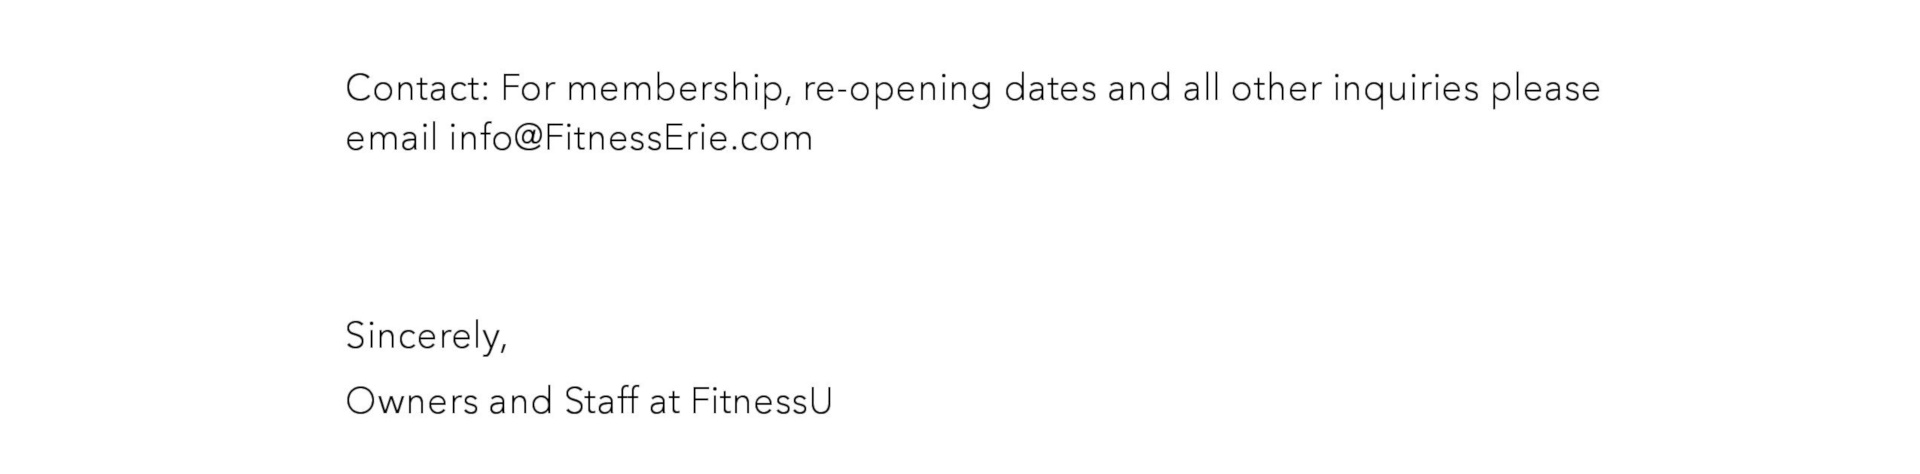 Contact: For membership, re-opening dates and all other inquiries please
email info@FitnessErie.com
Sincerely,
Owners and Staff at FitnessU